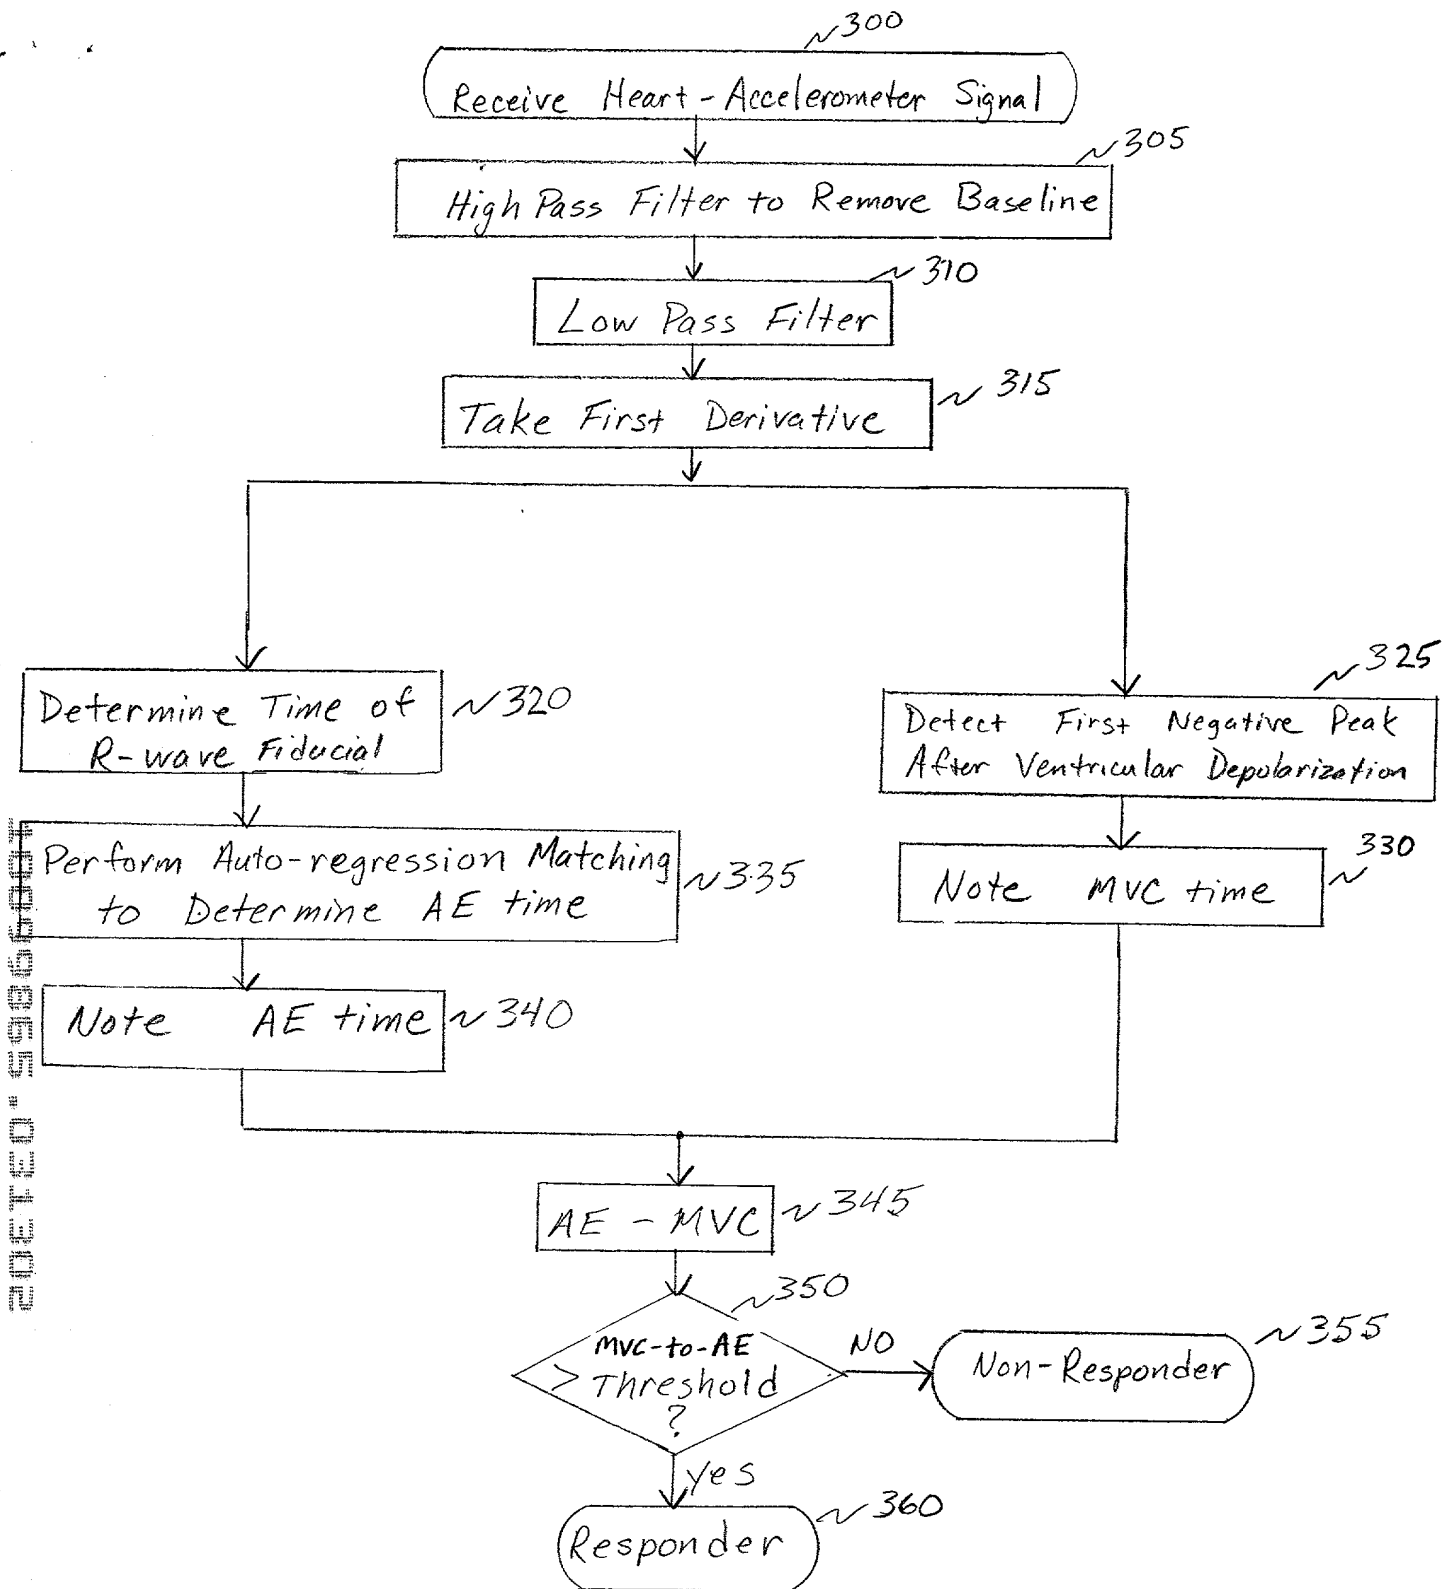 300
Receive Heart-Accelerometer Signal
305
High Pass Filter to Remove Baseline
310
Low Pass Filter
315
Take First Derivative
320
Determine Time of
R-wave Fiducial
325
Detect First Negative Peak
After Ventricular Depolarization
330
Note MVC time
335
Perform Auto-regression Matching
to Determine AE time
340
Note AE time
345
AE - MVC
350
MVC-to-AE
> Threshold
?
NO
355
Non-Responder
yes
360
Responder
10099865.031302